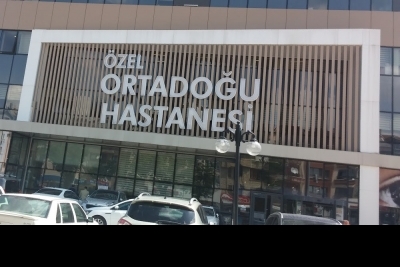 ÖZEL
ORTADOĞU
HASTANESİ